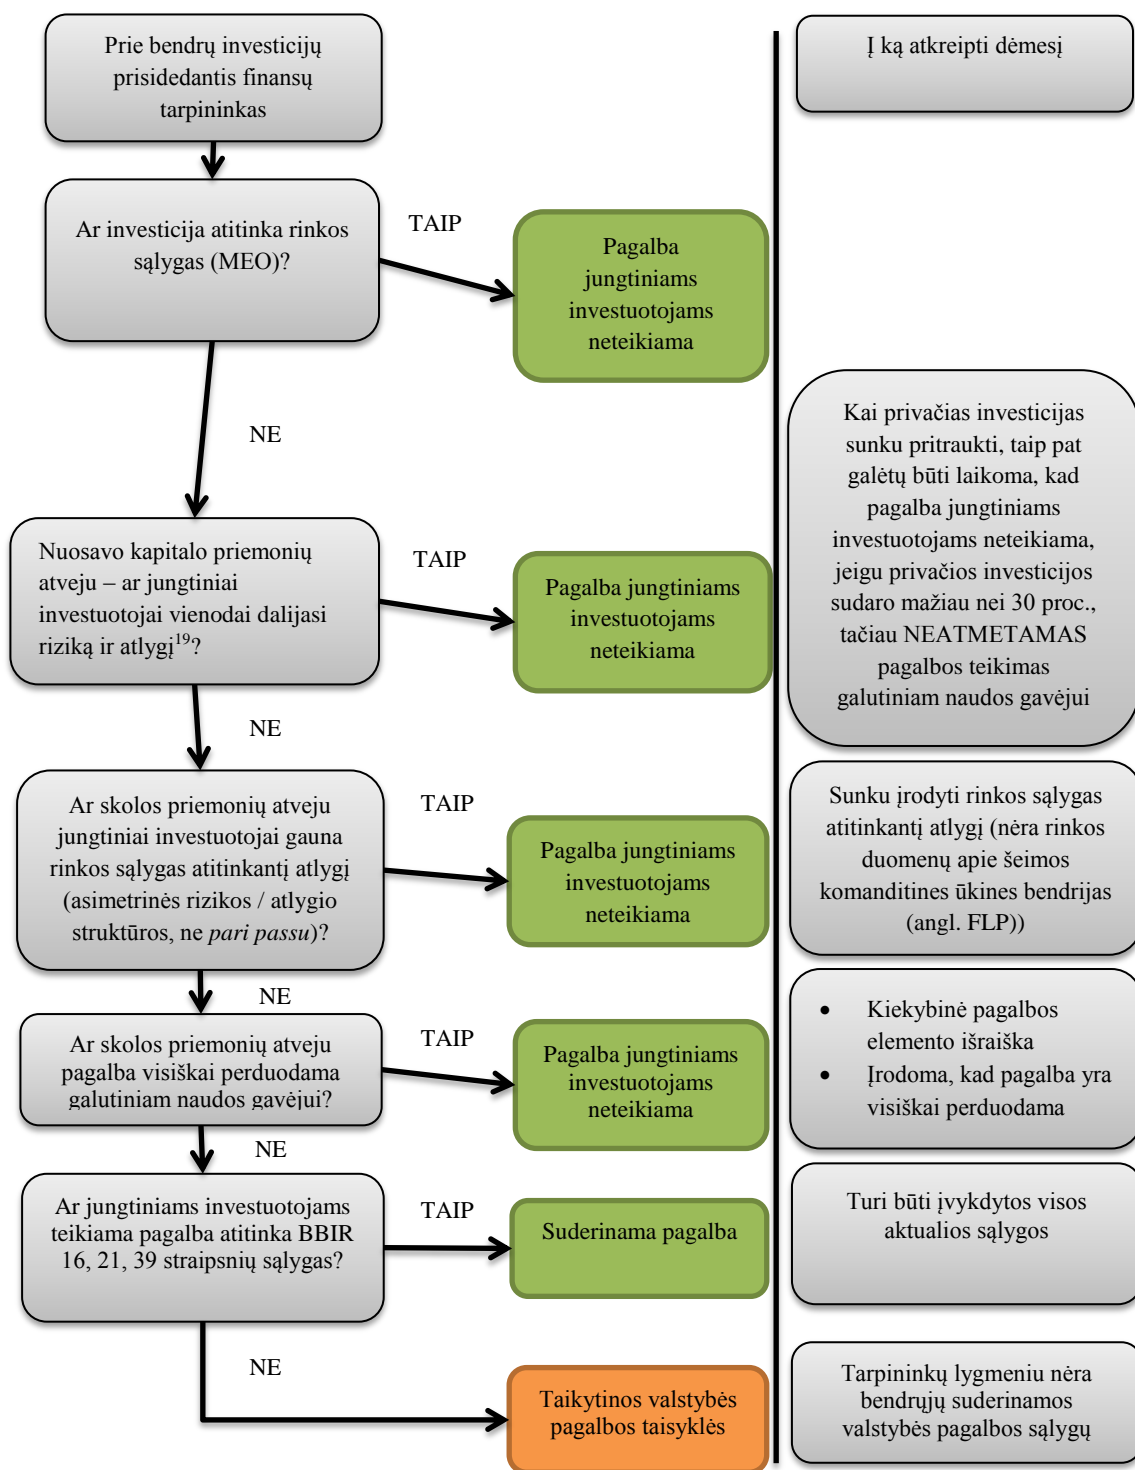 Prie bendrų investicijų
prisidedantis finansų
tarpininkas
Į ką atkreipti dėmesį
Ar investicija atitinka rinkos
sąlygas (MEO)?
TAIP
Pagalba
jungtiniams
investuotojams
neteikiama
NE
Kai privačias investicijas
sunku pritraukti, taip pat
galėtų būti laikoma, kad
pagalba jungtiniams
investuotojams neteikiama,
jeigu privačios investicijos
sudaro mažiau nei 30 proc.,
tačiau NEATMETAMAS
pagalbos teikimas
galutiniam naudos gavėjui
Nuosavo kapitalo priemonių
atveju – ar jungtiniai
investuotojai vienodai dalijasi
riziką ir atlygį¹⁹?
TAIP
Pagalba jungtiniams
investuotojams
neteikiama
NE
Ar skolos priemonių atveju
jungtiniai investuotojai gauna
rinkos sąlygas atitinkantį atlygį
(asimetrinės rizikos / atlygio
struktūros, ne pari passu)?
TAIP
Pagalba jungtiniams
investuotojams
neteikiama
Sunku įrodyti rinkos sąlygas
atitinkantį atlygį (nėra rinkos
duomenų apie šeimos
komanditines ūkines bendrijas
(angl. FLP))
NE
Ar skolos priemonių atveju
pagalba visiškai perduodama
galutiniam naudos gavėjui?
TAIP
Pagalba jungtiniams
investuotojams
neteikiama
• Kiekybinė pagalbos
elemento išraiška
• Įrodoma, kad pagalba yra
visiškai perduodama
NE
Ar jungtiniams investuotojams
teikiama pagalba atitinka BBIR
16, 21, 39 straipsnių sąlygas?
TAIP
Suderinama pagalba
Turi būti įvykdytos visos
aktualios sąlygos
NE
Taikytinos valstybės
pagalbos taisyklės
Tarpininkų lygmeniu nėra
bendrųjų suderinamos
valstybės pagalbos sąlygų